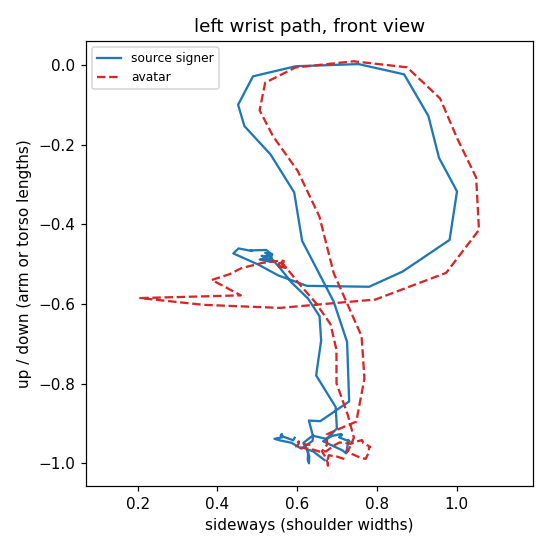 left wrist path, front view
source signer
avatar
up / down (arm or torso lengths)
0.0
−0.2
−0.4
−0.6
−0.8
−1.0
0.2
0.4
0.6
0.8
1.0
sideways (shoulder widths)